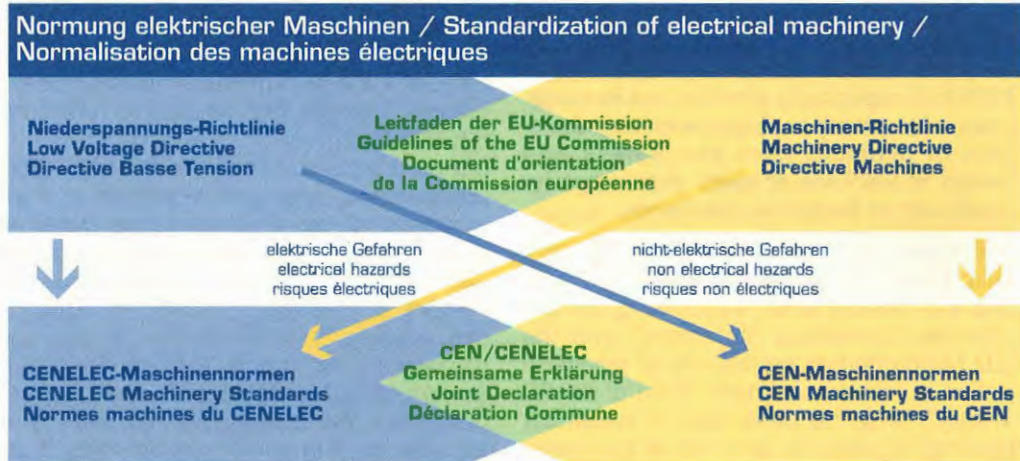 Normung elektrischer Maschinen / Standardization of electrical machinery /
Normalisation des machines électriques
Niederspannungs-Richtlinie
Low Voltage Directive
Directive Basse Tension
Leitfaden der EU-Kommission
Guidelines of the EU Commission
Document d'orientation
de la Commission européenne
Maschinen-Richtlinie
Machinery Directive
Directive Machines
elektrische Gefahren
electrical hazards
risques électriques
nicht-elektrische Gefahren
non electrical hazards
risques non électriques
CENELEC-Maschinennormen
CENELEC Machinery Standards
Normes machines du CENELEC
CEN/CENELEC
Gemeinsame Erklärung
Joint Declaration
Déclaration Commune
CEN-Maschinennormen
CEN Machinery Standards
Normes machines du CEN